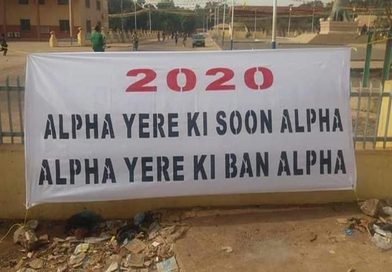 2020
ALPHA YERE KI SOON ALPHA
ALPHA YERE KI BAN ALPHA